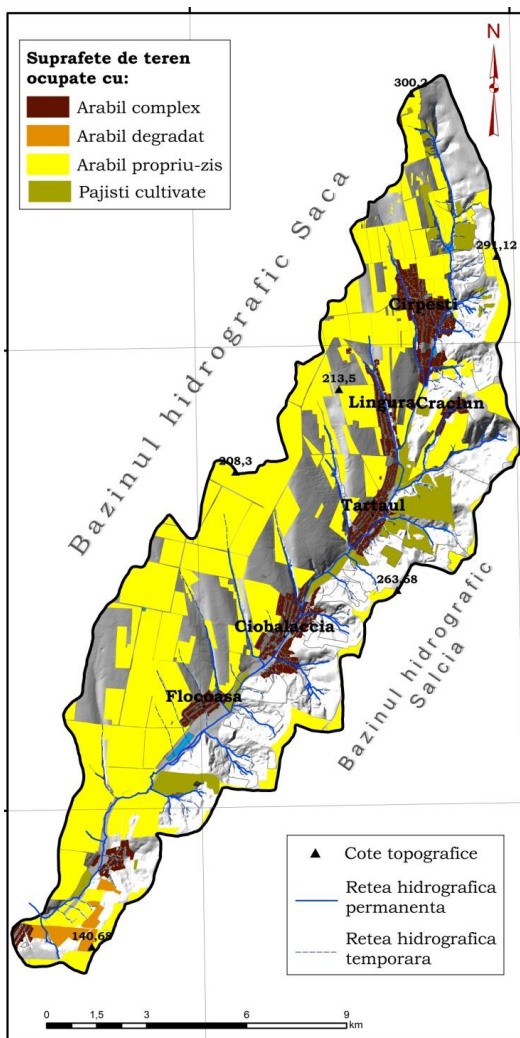 Suprafete de teren
ocupate cu:
Arabil complex
Arabil degradat
Arabil propriu-zis
Pajisti cultivate
N
300,2
Bazinul hidrografic Saca
291,12
Cirpesti
213,5
LinguraCraciun
208,3
Tartaul
263,68
Ciobalaccia
Bazinul hidrografic
Salcia
Flocoasa
140,68
Cote topografice
Retea hidrografica
permanenta
Retea hidrografica
temporara
0 1,5 3 6 9
km